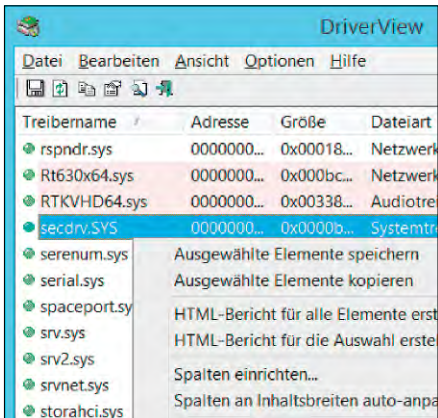 DriverView
Datei Bearbeiten Ansicht Optionen Hilfe
Treibername / Adresse Größe Dateiart
rspndr.sys 0000000... 0x00018... Netzwerk
Rt630x64.sys 0000000... 0x000bc... Netzwerk
RTKVHD64.sys 0000000... 0x00338... Audiotrei
secdrv.SYS 0000000... 0x0000b... Systemtr
serenum.sys Ausgewählte Elemente speichern
serial.sys Ausgewählte Elemente kopieren
spaceport.sy HTML-Bericht für alle Elemente erst
srv.sys HTML-Bericht für die Auswahl erstel
srv2.sys
srvnet.sys Spalten einrichten...
storahci.sys Spalten an Inhaltsbreiten auto-anpa